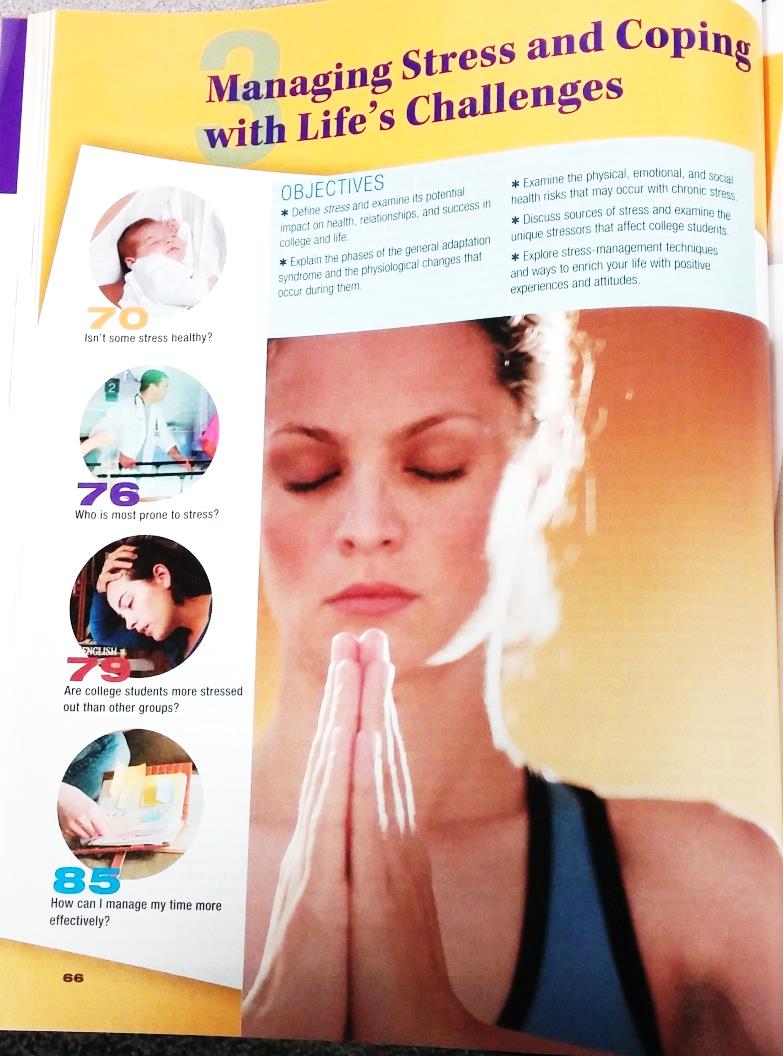 3
Managing Stress and Coping
with Life's Challenges
OBJECTIVES
* Define stress and examine its potential
impact on health, relationships, and success in
college and life.
* Explain the phases of the general adaptation
syndrome and the physiological changes that
occur during them.
* Examine the physical, emotional, and social
health risks that may occur with chronic stress.
* Discuss sources of stress and examine the
unique stressors that affect college students.
* Explore stress-management techniques
and ways to enrich your life with positive
experiences and attitudes.
70
Isn't some stress healthy?
2
76
Who is most prone to stress?
ENGLISH
79
Are college students more stressed
out than other groups?
85
How can I manage my time more
effectively?
66